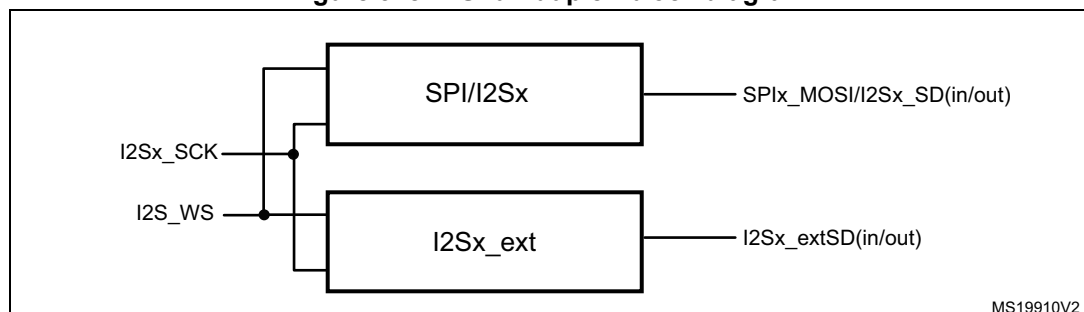 SPI/I2Sx
SPIx_MOSI/I2Sx_SD(in/out)
I2Sx_SCK
I2S_WS
I2Sx_ext
I2Sx_extSD(in/out)
MS19910V2